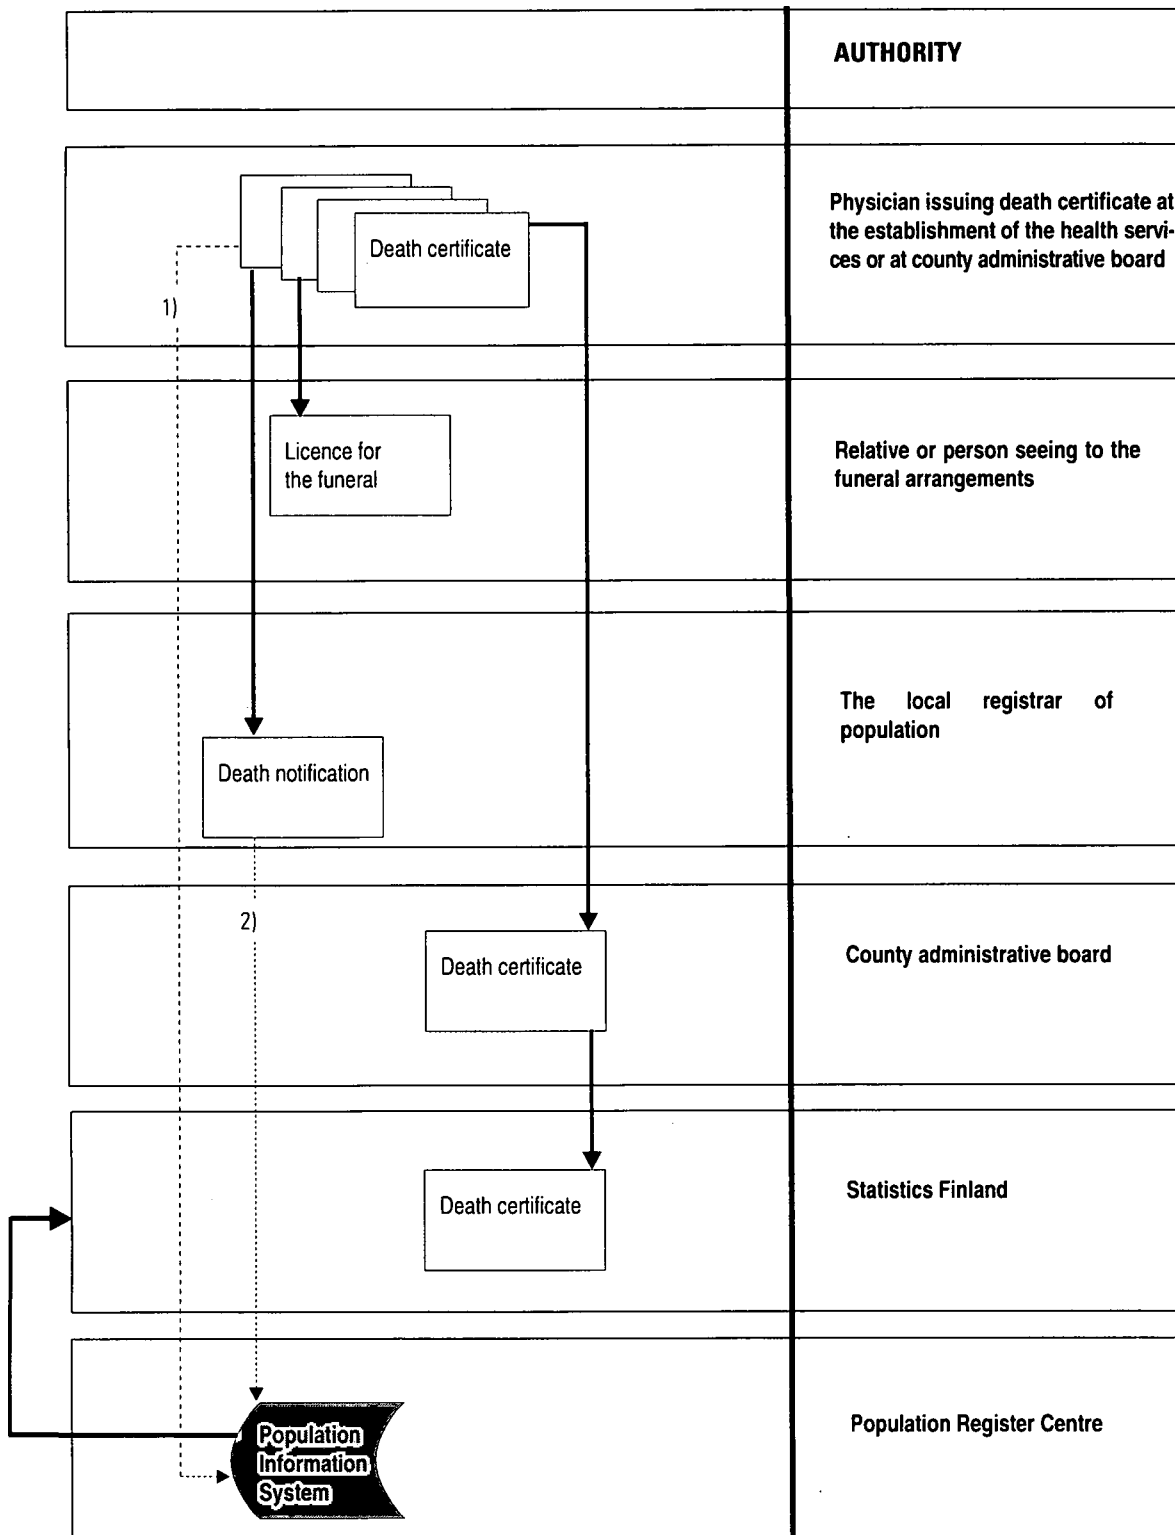 AUTHORITY
Death certificate
Physician issuing death certificate at
the establishment of the health servi-
ces or at county administrative board
1)
Licence for
the funeral
Relative or person seeing to the
funeral arrangements
The local registrar of
population
Death notification
2)
Death certificate
County administrative board
Death certificate
Statistics Finland
Population
Information
System
Population Register Centre